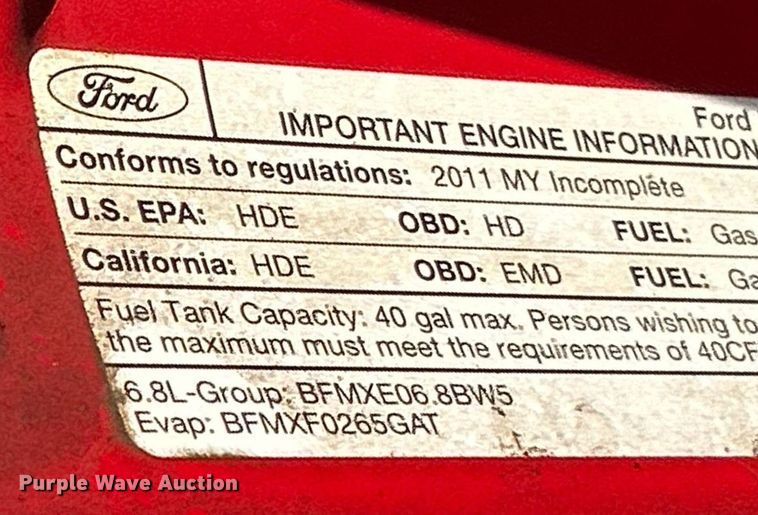 Ford
Ford
IMPORTANT ENGINE INFORMATION
Conforms to regulations: 2011 MY Incomplete
U.S. EPA: HDE OBD: HD FUEL: Gas
California: HDE OBD: EMD FUEL: Ga
Fuel Tank Capacity: 40 gal max. Persons wishing to
the maximum must meet the requirements of 40CF
6.8L-Group: BFMXE06.8BW5
Evap: BFMXF0265GAT
Purple Wave Auction